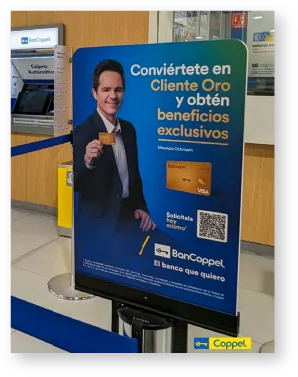 BanCoppel
Cajero
Automático
Conviértete en
Cliente Oro
y obtén
beneficios
exclusivos
Mauricio Ochmann
BanCoppel
VISA
Solicítala
hoy
mismo*
BanCoppel
El banco que quiero
Coppel